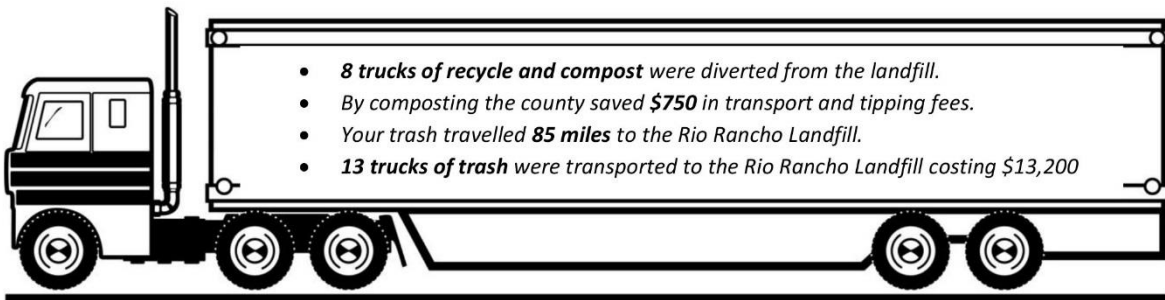 • 8 trucks of recycle and compost were diverted from the landfill.
• By composting the county saved $750 in transport and tipping fees.
• Your trash travelled 85 miles to the Rio Rancho Landfill.
• 13 trucks of trash were transported to the Rio Rancho Landfill costing $13,200